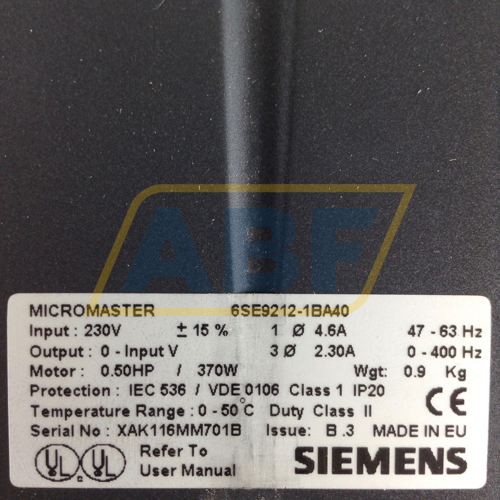 ABF
MICROMASTER 6SE9212-1BA40
Input : 230V ± 15 % 1 Ø 4.6A 47 - 63 Hz
Output : 0 - Input V 3 Ø 2.30A 0 - 400 Hz
Motor : 0.50HP / 370W Wgt: 0.9 Kg
Protection : IEC 536 / VDE 0106 Class 1 IP20
Temperature Range : 0 - 50°C Duty Class II CE
Serial No : XAK116MM701B Issue: B .3 MADE IN EU
UL UL Refer To User Manual SIEMENS